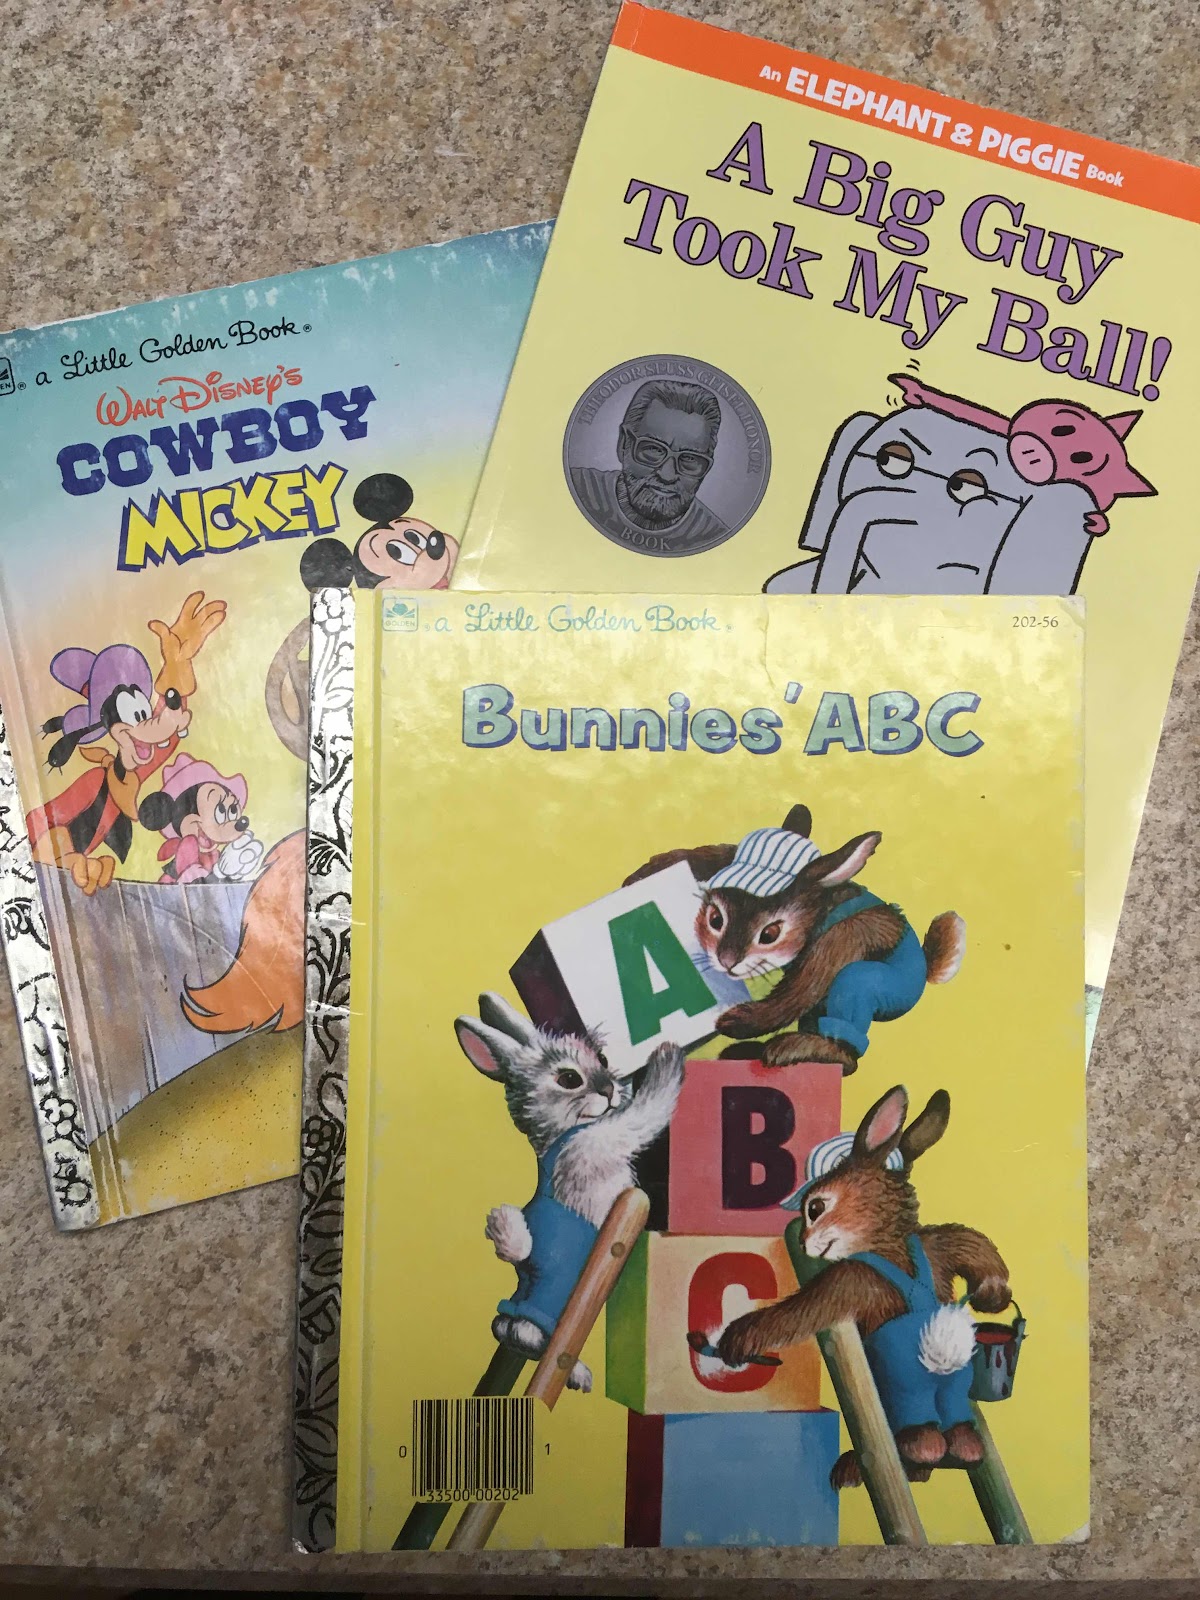 An ELEPHANT & PIGGIE Book
A Big Guy
Took My Ball!
THEODOR SEUSS GEISEL HONOR
BOOK
a Little Golden Book®
WALT DISNEY'S
COWBOY
MICKEY
GOLDEN
® a Little Golden Book®
202-56
Bunnies' ABC
A
B
C
0
1
33500 00202